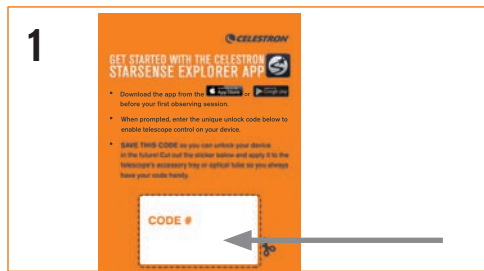 1
CELESTRON
GET STARTED WITH THE CELESTRON
STARSENSE EXPLORER APP
• Download the app from the App Store or Google play
before your first observing session.
• When prompted, enter the unique unlock code below to
enable telescope control on your device.
• SAVE THIS CODE so you can unlock your device
in the future! Cut out the sticker below and apply it to the
telescope's accessory tray or optical tube so you always
have your code handy.
CODE #